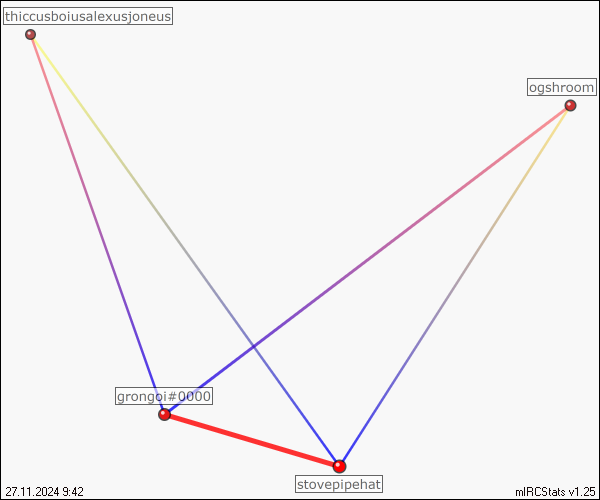 thiccusboiusalexusjoneus
ogshroom
grongoi#0000
stovepipehat
27.11.2024 9:42
mIRCStats v1.25